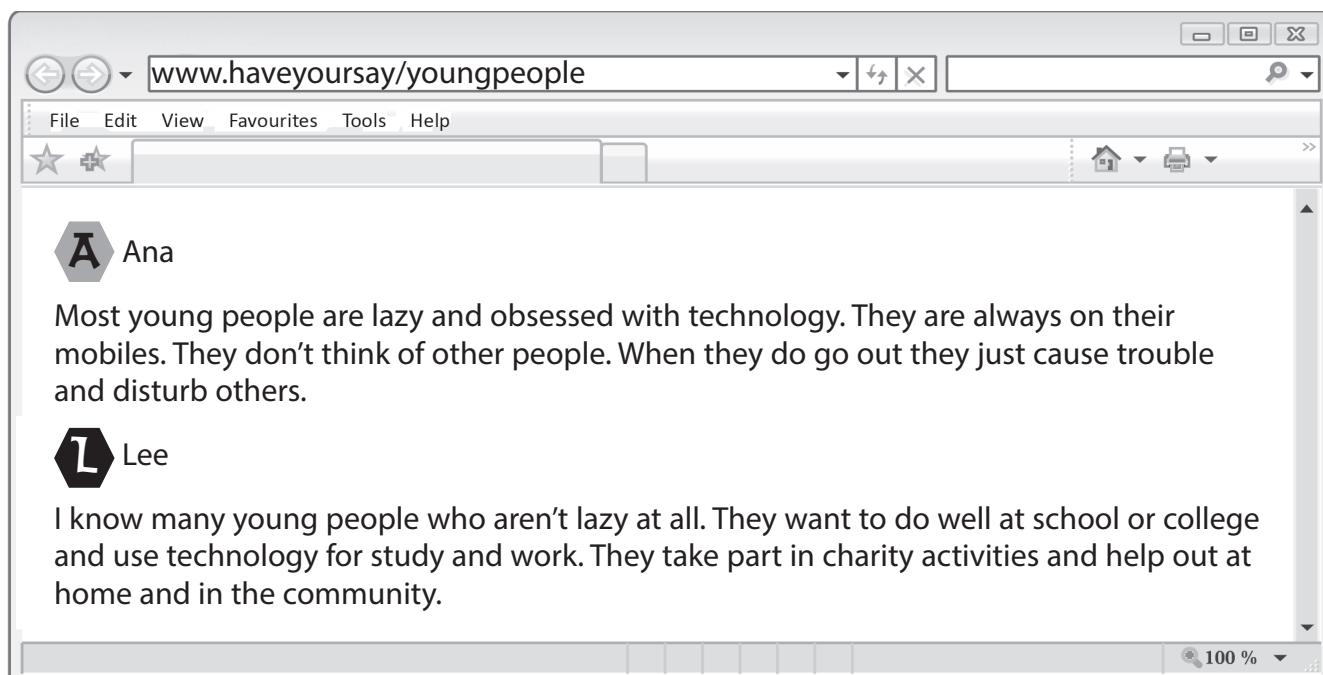 www.haveyoursay/youngpeople
File Edit View Favourites Tools Help
A Ana
Most young people are lazy and obsessed with technology. They are always on their
mobiles. They don’t think of other people. When they do go out they just cause trouble
and disturb others.
L Lee
I know many young people who aren’t lazy at all. They want to do well at school or college
and use technology for study and work. They take part in charity activities and help out at
home and in the community.
100 %